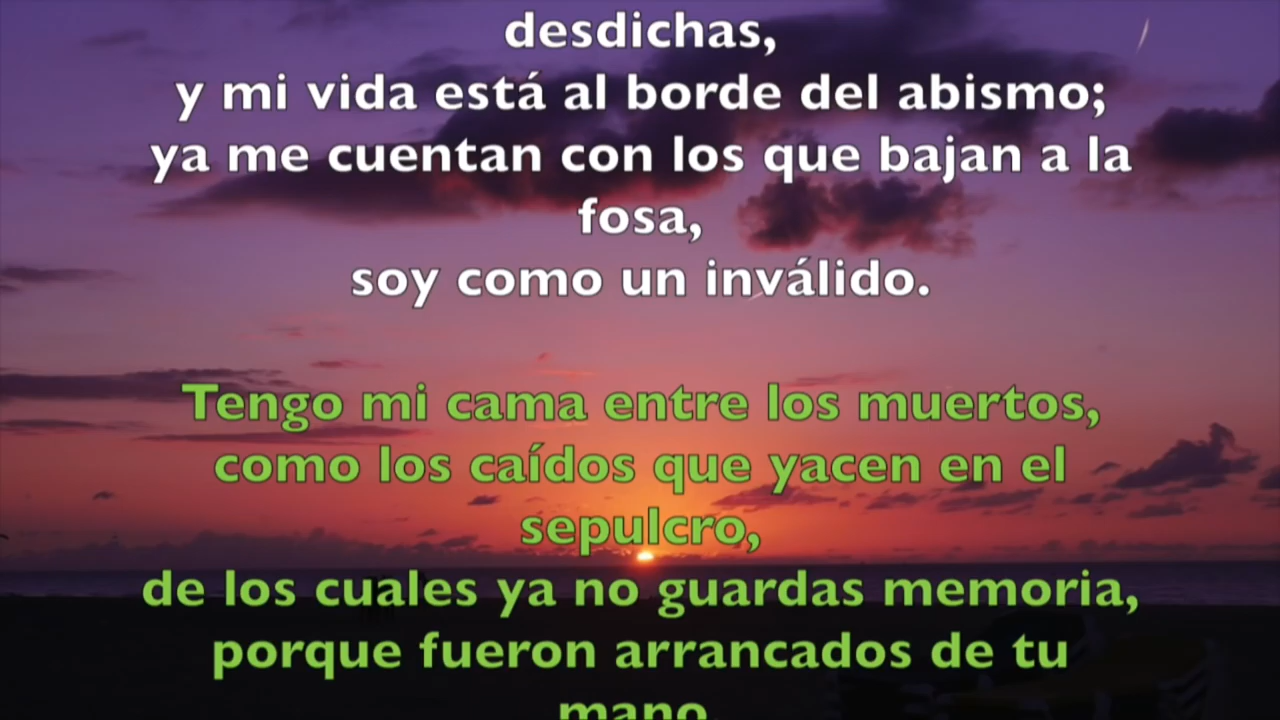 desdichas,
y mi vida está al borde del abismo;
ya me cuentan con los que bajan a la
fosa,
soy como un inválido.
Tengo mi cama entre los muertos,
como los caídos que yacen en el
sepulcro,
de los cuales ya no guardas memoria,
porque fueron arrancados de tu
mano.